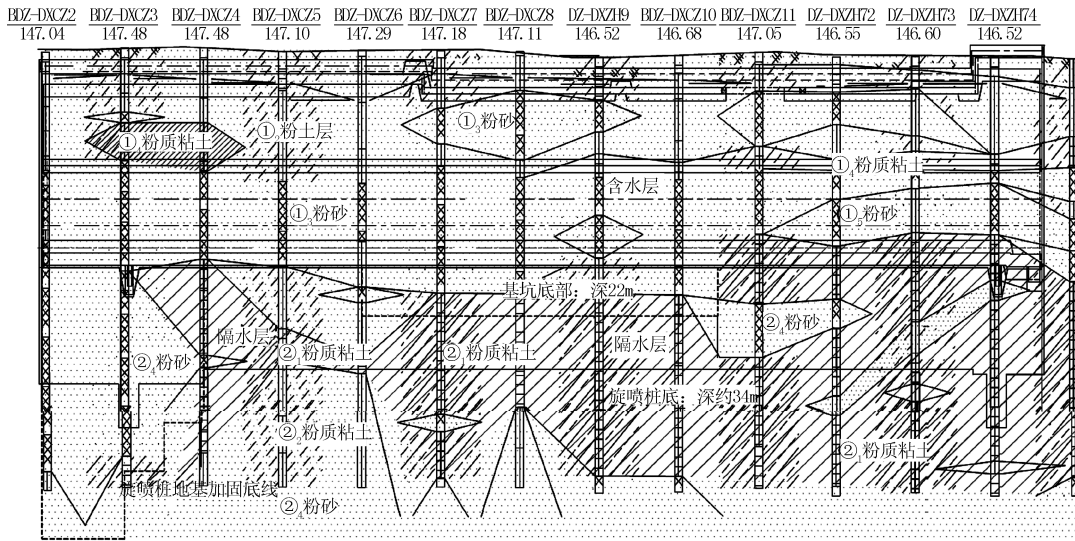 BDZ-DXCZ2 BDZ-DXCZ3 BDZ-DXCZ4 BDZ-DXCZ5 BDZ-DXCZ6 BDZ-DXCZ7 BDZ-DXCZ8 DZ-DXZH9 BDZ-DXCZ10 BDZ-DXCZ11 DZ-DXZH72 DZ-DXZH73 DZ-DXZH74
147.04 147.48 147.48 147.10 147.29 147.18 147.11 146.52 146.68 147.05 146.55 146.60 146.52
①粉质粘土
①粉土层
①₃粉砂
①₄粉质粘土
含水层
①₃粉砂
①₅粉砂
基坑底部：深22m
②₄粉砂
隔水层
隔水层
②₄粉砂
②粉质粘土
②粉质粘土
旋喷桩底：深约34m
②₁粉质粘土
②₁粉质粘土
旋喷桩地基加固底线
②₄粉砂